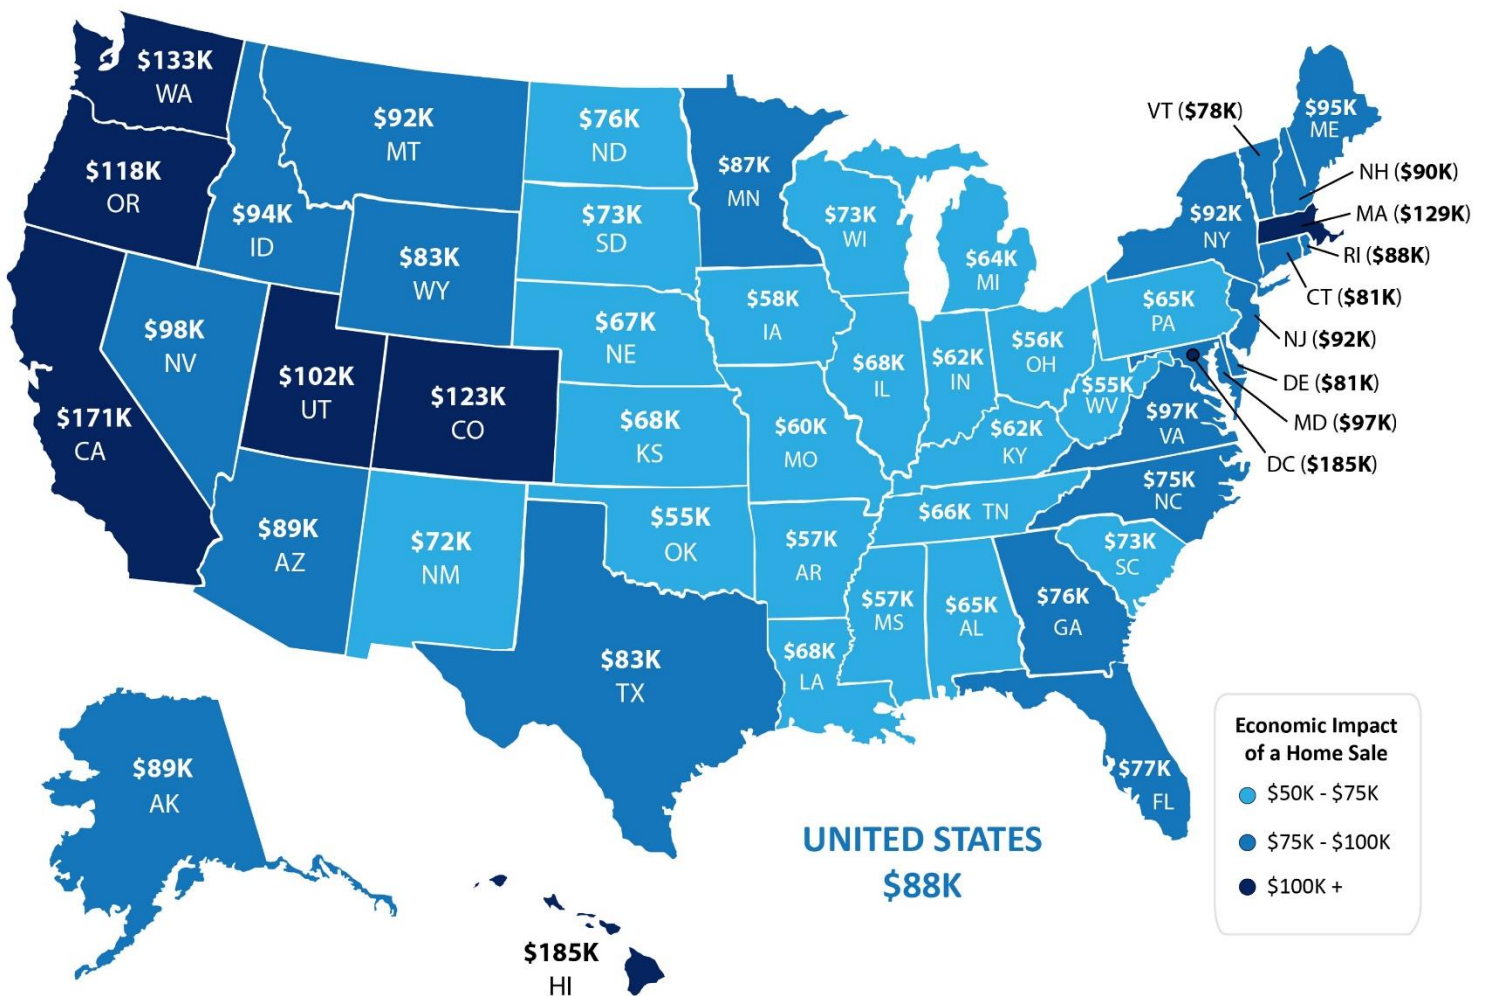 $133K
WA
$118K
OR
$171K
CA
$98K
NV
$94K
ID
$92K
MT
$83K
WY
$102K
UT
$123K
CO
$89K
AZ
$72K
NM
$76K
ND
$73K
SD
$67K
NE
$68K
KS
$55K
OK
$83K
TX
$87K
MN
$58K
IA
$60K
MO
$57K
AR
$68K
LA
$73K
WI
$68K
IL
$64K
MI
$62K
IN
$56K
OH
$62K
KY
$66K TN
$57K
MS
$65K
AL
$76K
GA
$77K
FL
$73K
SC
$75K
NC
$97K
VA
$55K
WV
$65K
PA
$92K
NY
$95K
ME
VT ($78K)
NH ($90K)
MA ($129K)
RI ($88K)
CT ($81K)
NJ ($92K)
DE ($81K)
MD ($97K)
DC ($185K)
$89K
AK
$185K
HI
UNITED STATES
$88K
Economic Impact
of a Home Sale
$50K - $75K
$75K - $100K
$100K +